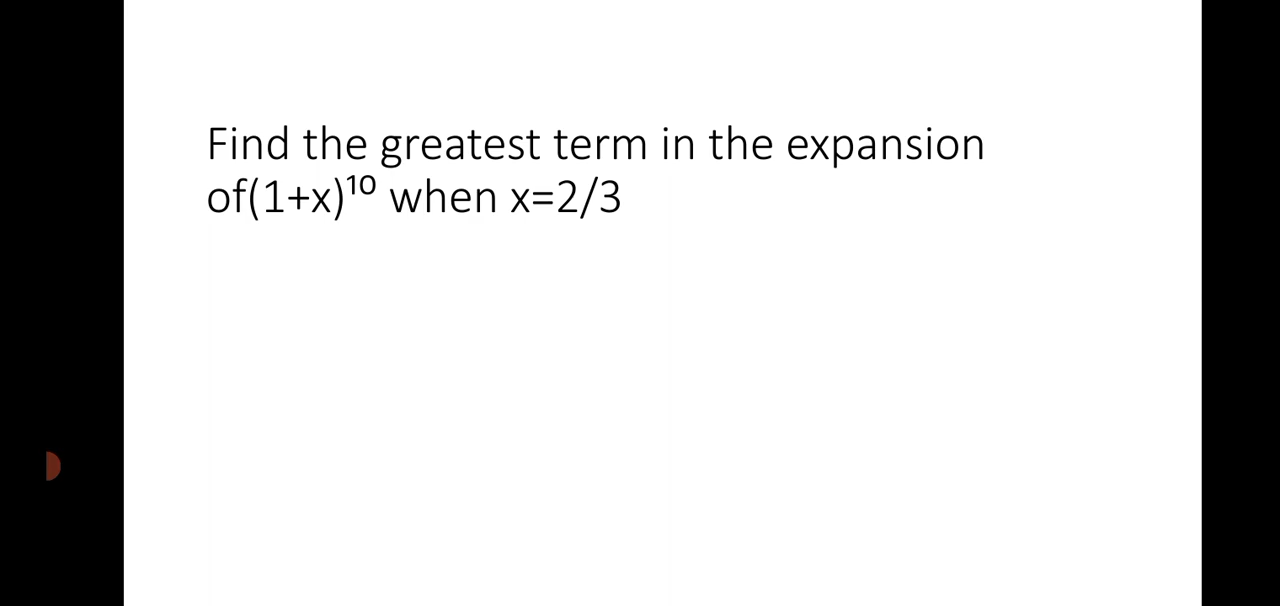 Find the greatest term in the expansion
of(1+x)¹⁰ when x=2/3